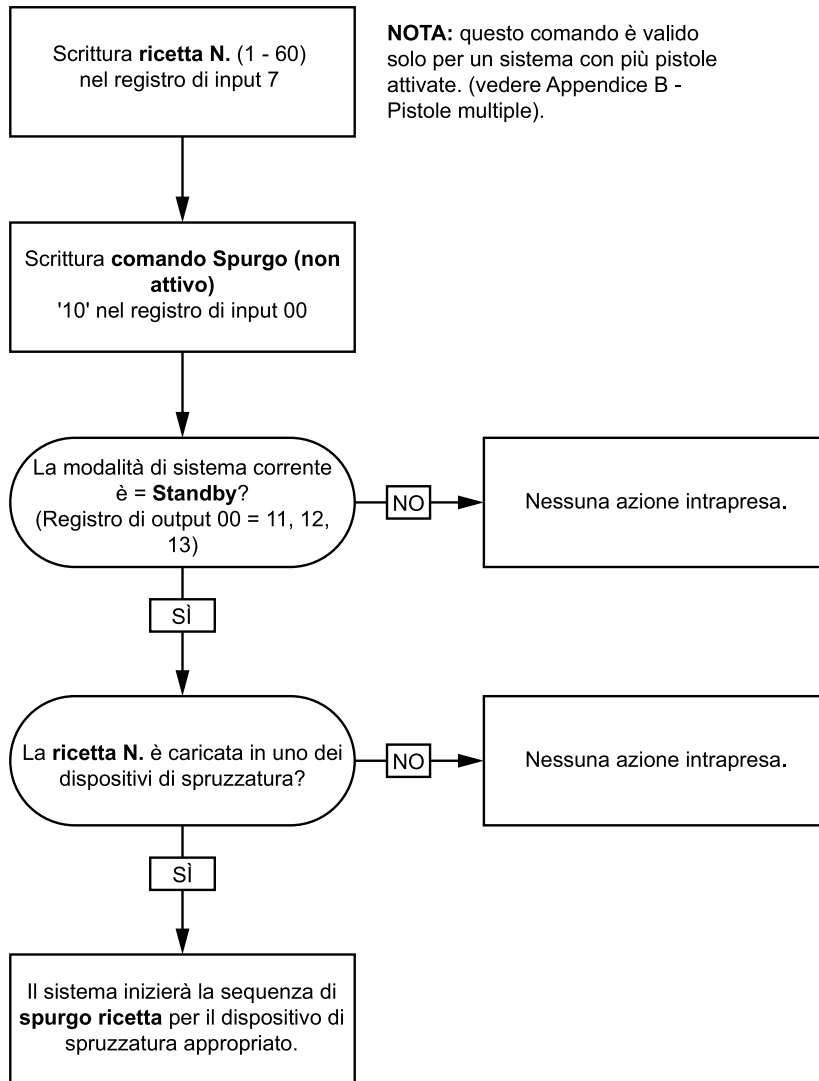 Scrittura ricetta N. (1 - 60)
nel registro di input 7
NOTA: questo comando è valido
solo per un sistema con più pistole
attivate. (vedere Appendice B -
Pistole multiple).
Scrittura comando Spurgo (non
attivo)
'10' nel registro di input 00
La modalità di sistema corrente
è = Standby?
(Registro di output 00 = 11, 12,
13)
NO
Nessuna azione intrapresa.
SÌ
La ricetta N. è caricata in uno dei
dispositivi di spruzzatura?
NO
Nessuna azione intrapresa.
SÌ
Il sistema inizierà la sequenza di
spurgo ricetta per il dispositivo di
spruzzatura appropriato.